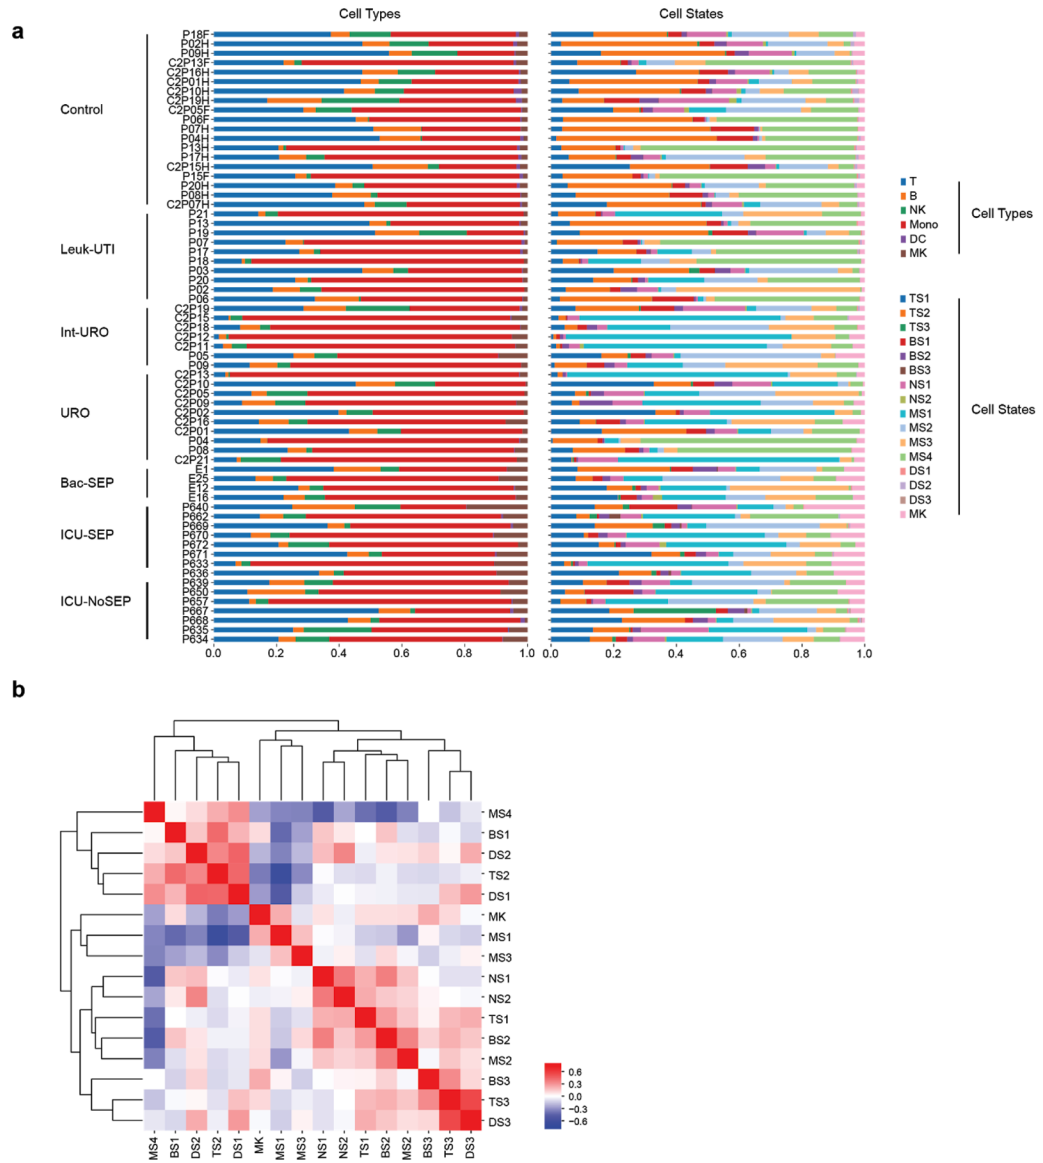 Cell Types
Cell States
a
Control
P18F
P02H
P09H
C2P13F
C2P16H
C2P01H
C2P10H
C2P19H
C2P05F
P06F
P07H
P04H
P13H
P17H
C2P15H
P15F
P20H
P08H
C2P07H
Leuk-UTI
P21
P13
P19
P07
P17
P18
P03
P20
P02
P06
Int-URO
C2P19
C2P15
C2P18
C2P12
C2P11
P05
P09
URO
C2P13
C2P10
C2P05
C2P09
C2P02
C2P16
C2P01
P04
P08
C2P21
Bac-SEP
E1
E25
E12
E16
ICU-SEP
P640
P662
P669
P670
P672
P671
P633
ICU-NoSEP
P636
P639
P650
P657
P667
P668
P635
P634
0.0 0.2 0.4 0.6 0.8 1.0
0.0 0.2 0.4 0.6 0.8 1.0
T
B
NK
Mono
DC
MK
Cell Types
TS1
TS2
TS3
BS1
BS2
BS3
NS1
NS2
MS1
MS2
MS3
MS4
DS1
DS2
DS3
MK
Cell States
b
MS4
BS1
DS2
TS2
DS1
MK
MS1
MS3
NS1
NS2
TS1
BS2
MS2
BS3
TS3
DS3
MS4 BS1 DS2 TS2 DS1 MK MS1 MS3 NS1 NS2 TS1 BS2 MS2 BS3 TS3 DS3
0.6
0.3
0.0
−0.3
−0.6